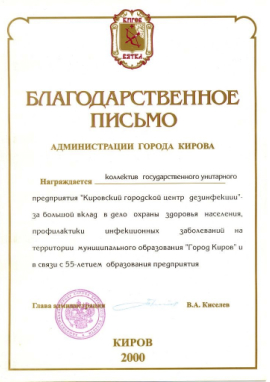 БЛАГОДАРСТВЕННОЕ
ПИСЬМО
АДМИНИСТРАЦИИ ГОРОДА КИРОВА
Награждается коллектив государственного унитарного
предприятия "Кировский городской центр дезинфекции"-
за большой вклад в дело охраны здоровья населения,
профилактики инфекционных заболеваний на
территории муниципального образования "Город Киров" и
в связи с 55-летием образования предприятия
Глава администрации В.А. Киселев
КИРОВ
2000